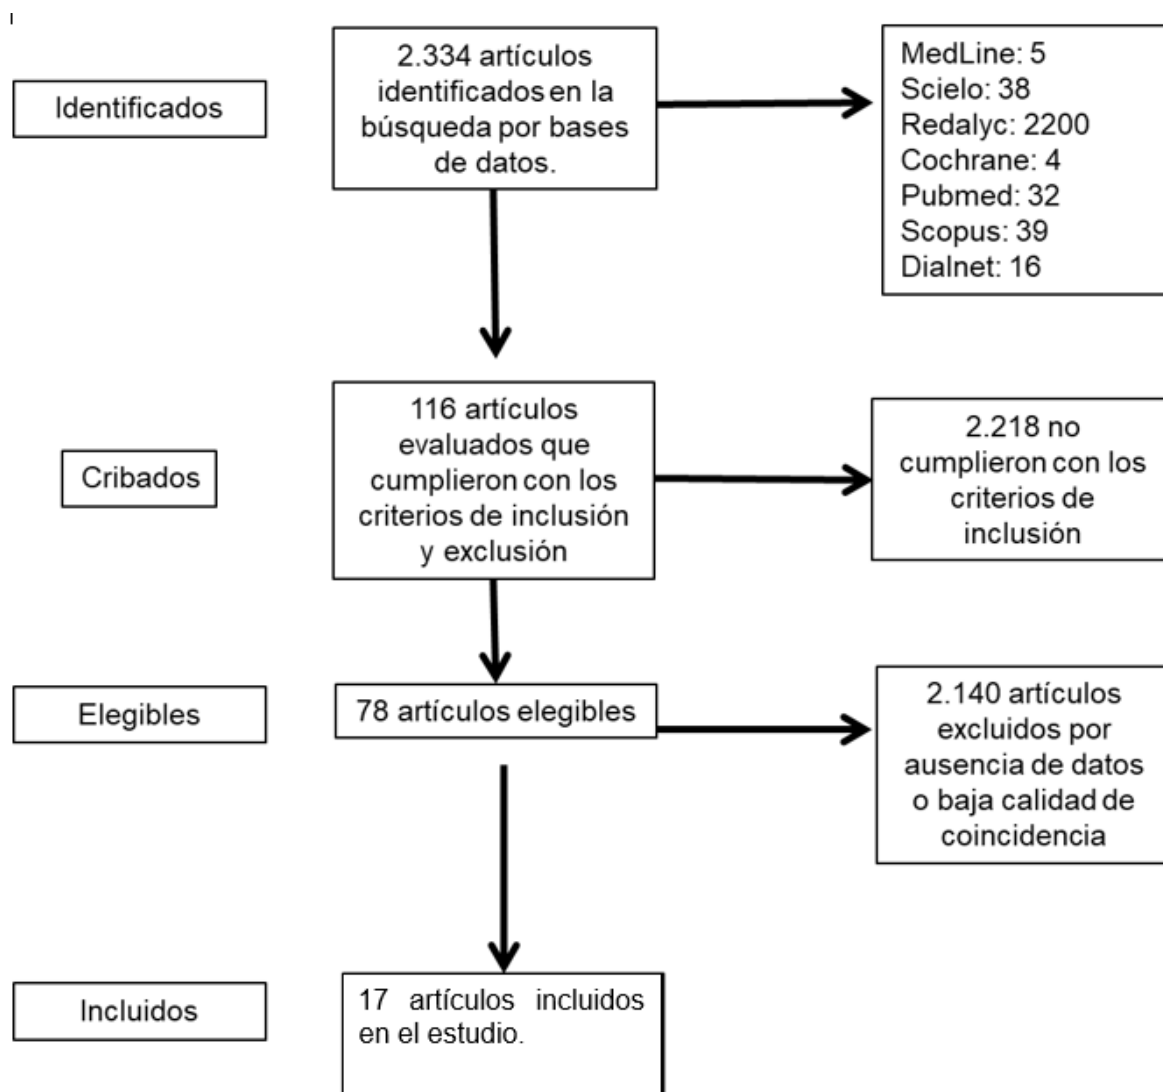 Identificados
2.334 artículos
identificados en la
búsqueda por bases
de datos.
MedLine: 5
Scielo: 38
Redalyc: 2200
Cochrane: 4
Pubmed: 32
Scopus: 39
Dialnet: 16
Cribados
116 artículos
evaluados que
cumplieron con los
criterios de inclusión
y exclusión
2.218 no
cumplieron con los
criterios de
inclusión
Elegibles
78 artículos elegibles
2.140 artículos
excluidos por
ausencia de datos
o baja calidad de
coincidencia
Incluidos
17 artículos incluidos
en el estudio.